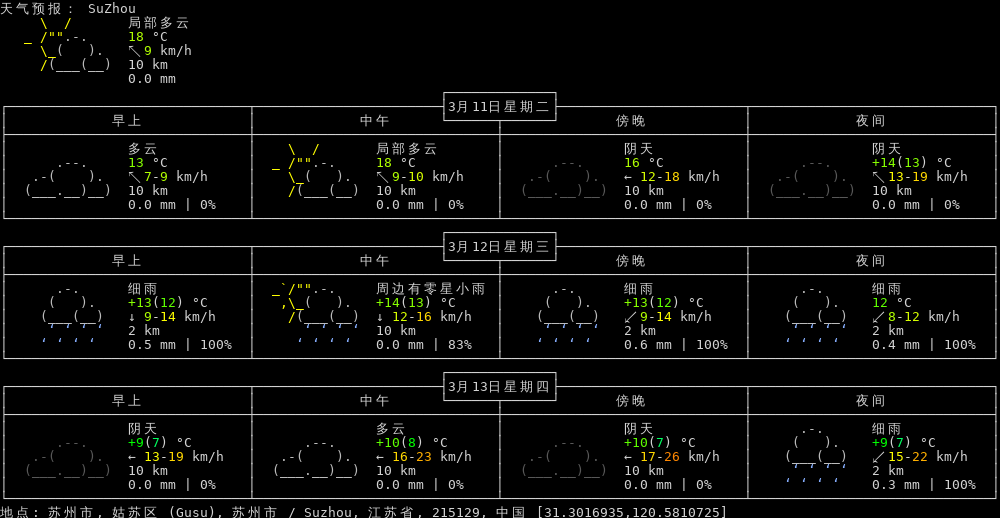 天气预报： SuZhou
局部多云
18 °C
↖ 9 km/h
10 km
0.0 mm
3月11日星期二
早上 中午 傍晚 夜间
多云 局部多云 阴天 阴天
13 °C 18 °C 16 °C +14(13) °C
↖ 7-9 km/h ↖ 9-10 km/h ← 12-18 km/h ↖ 13-19 km/h
10 km 10 km 10 km 10 km
0.0 mm | 0% 0.0 mm | 0% 0.0 mm | 0% 0.0 mm | 0%
3月12日星期三
早上 中午 傍晚 夜间
细雨 周边有零星小雨 细雨 细雨
+13(12) °C +14(13) °C +13(12) °C 12 °C
↓ 9-14 km/h ↓ 12-16 km/h ↙ 9-14 km/h ↙ 8-12 km/h
2 km 10 km 2 km 2 km
0.5 mm | 100% 0.0 mm | 83% 0.6 mm | 100% 0.4 mm | 100%
3月13日星期四
早上 中午 傍晚 夜间
阴天 多云 阴天 细雨
+9(7) °C +10(8) °C +10(7) °C +9(7) °C
← 13-19 km/h ← 16-23 km/h ← 17-26 km/h ↙ 15-22 km/h
10 km 10 km 10 km 2 km
0.0 mm | 0% 0.0 mm | 0% 0.0 mm | 0% 0.3 mm | 100%
地点: 苏州市, 姑苏区 (Gusu), 苏州市 / Suzhou, 江苏省, 215129, 中国 [31.3016935,120.5810725]